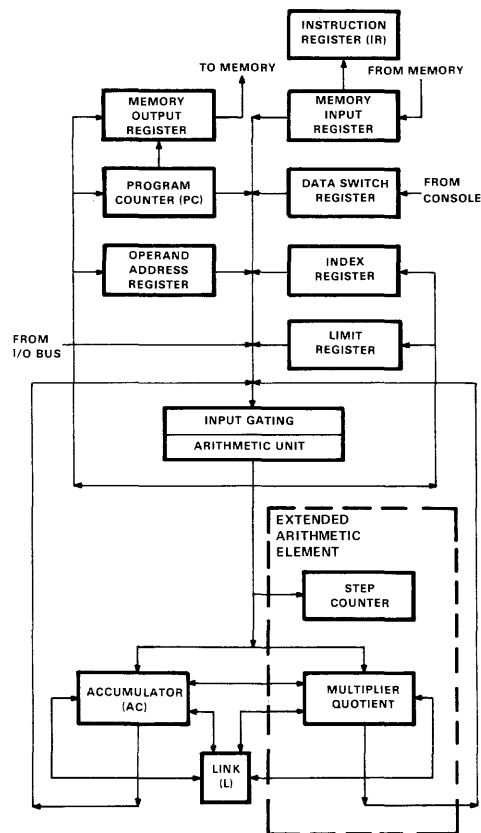 INSTRUCTION
REGISTER (IR)
TO MEMORY
FROM MEMORY
MEMORY
OUTPUT
REGISTER
MEMORY
INPUT
REGISTER
PROGRAM
COUNTER (PC)
DATA SWITCH
REGISTER
FROM
CONSOLE
OPERAND
ADDRESS
REGISTER
INDEX
REGISTER
FROM
I/O BUS
LIMIT
REGISTER
INPUT GATING
ARITHMETIC UNIT
EXTENDED
ARITHMETIC
ELEMENT
STEP
COUNTER
ACCUMULATOR
(AC)
MULTIPLIER
QUOTIENT
LINK
(L)